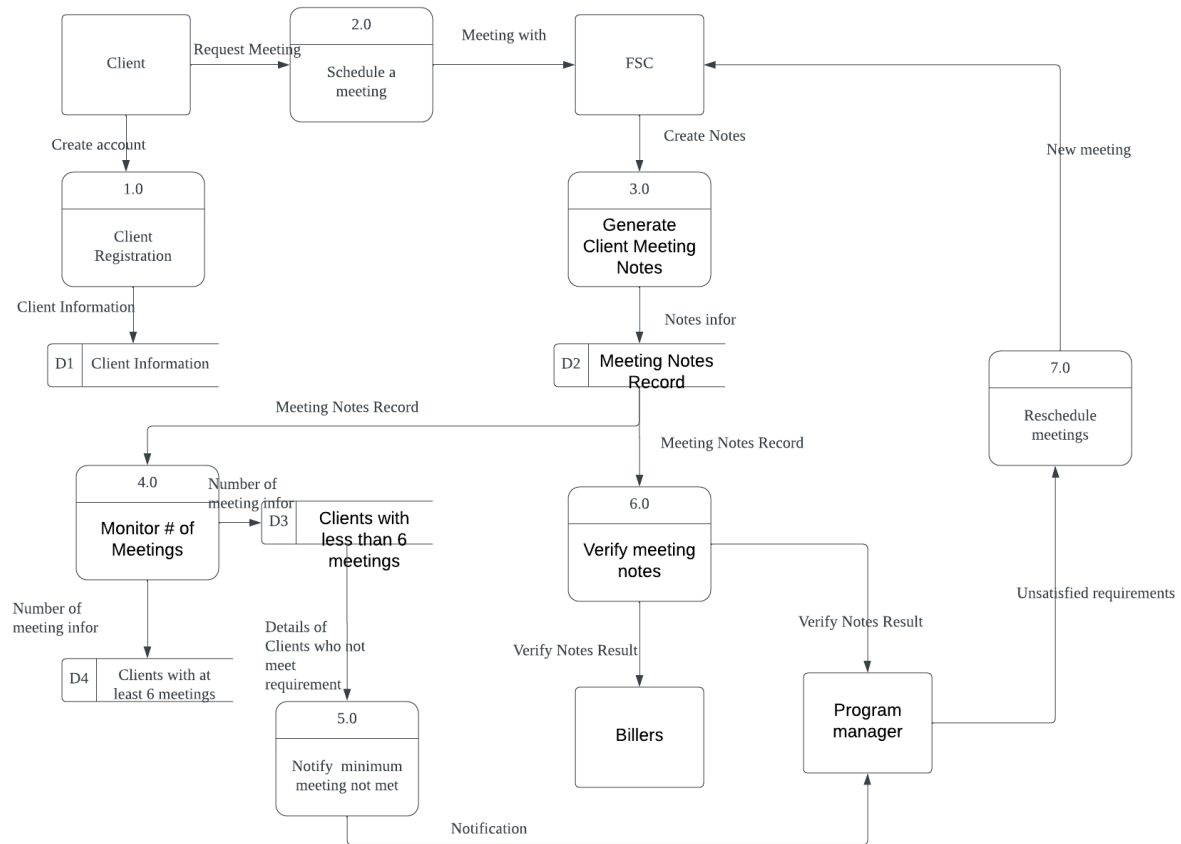 Client
Request Meeting
2.0
Schedule a
meeting
Meeting with
FSC
Create account
Create Notes
New meeting
1.0
Client
Registration
3.0
Generate
Client Meeting
Notes
Client Information
Notes infor
D1
Client Information
D2
Meeting Notes
Record
7.0
Reschedule
meetings
Meeting Notes Record
Meeting Notes Record
4.0
Monitor # of
Meetings
Number of
meeting infor
D3
Clients with
less than 6
meetings
6.0
Verify meeting
notes
Number of
meeting infor
Details of
Clients who not
meet
requirement
Unsatisfied requirements
Verify Notes Result
Verify Notes Result
D4
Clients with at
least 6 meetings
5.0
Notify minimum
meeting not met
Billers
Program
manager
Notification